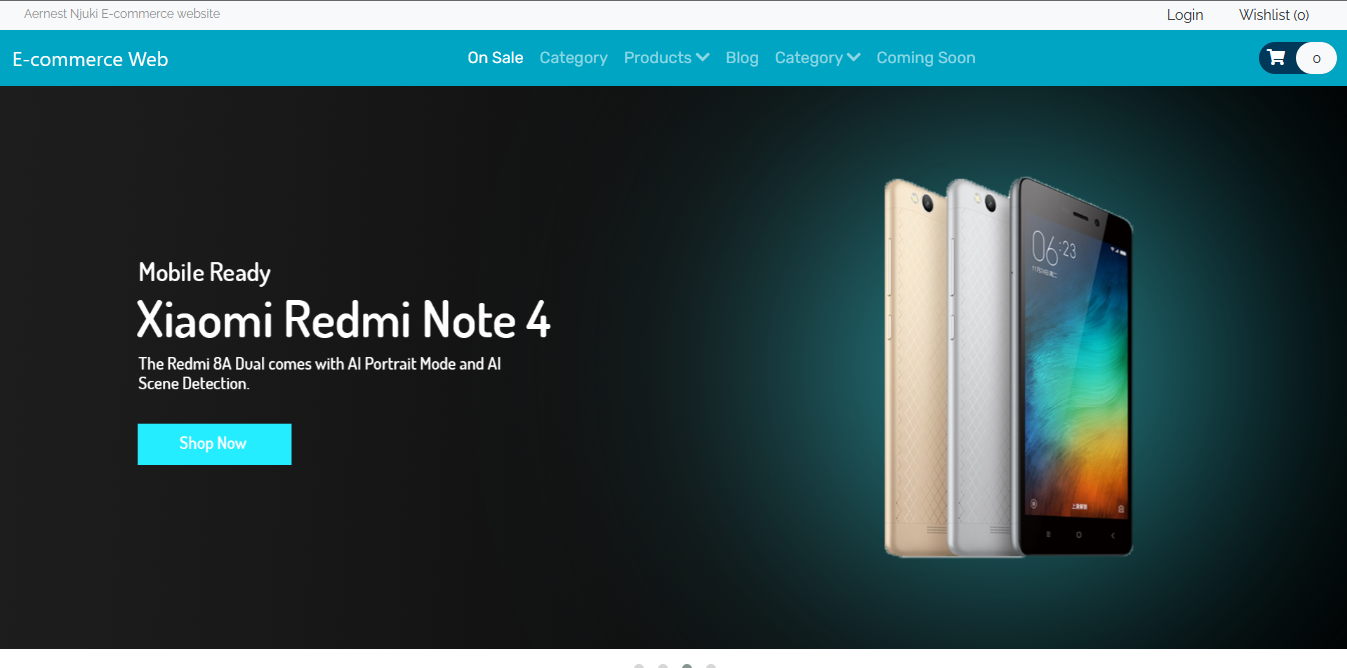 Aernest Njuki E-commerce website
Login Wishlist (0)
E-commerce Web
On Sale Category Products Blog Category Coming Soon
0
Mobile Ready
Xiaomi Redmi Note 4
The Redmi 8A Dual comes with AI Portrait Mode and AI
Scene Detection.
Shop Now
06:23